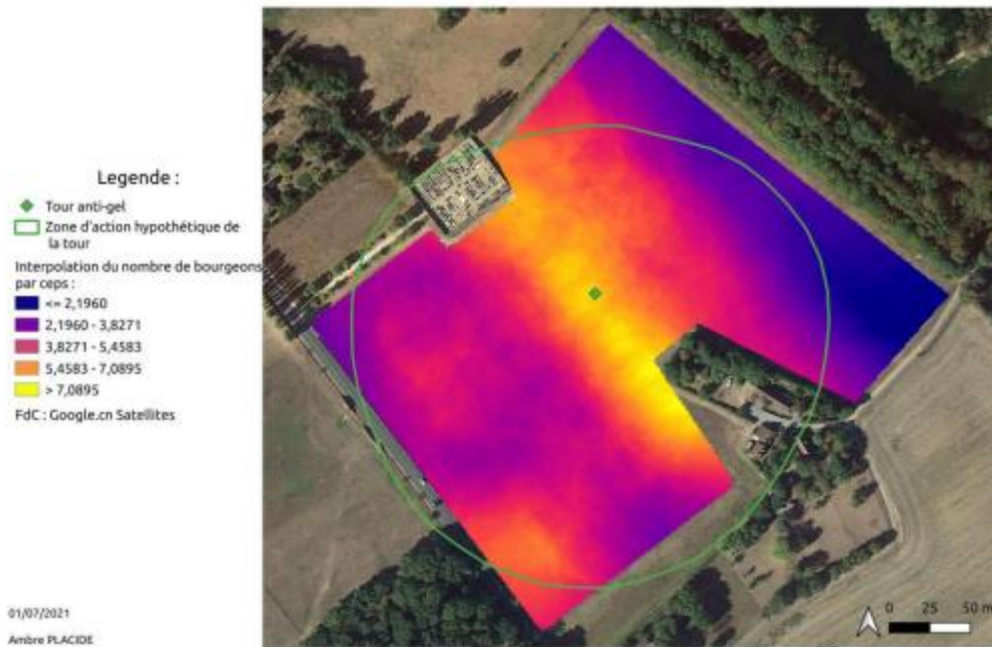 Legende :
Tour anti-gel
Zone d'action hypothétique de
la tour
Interpolation du nombre de bourgeons
par ceps :
<= 2,1960
2,1960 - 3,8271
3,8271 - 5,4583
5,4583 - 7,0895
> 7,0895
FdC : Google.cn Satellites
01/07/2021
Ambre PLACIDE
0 25 50 m